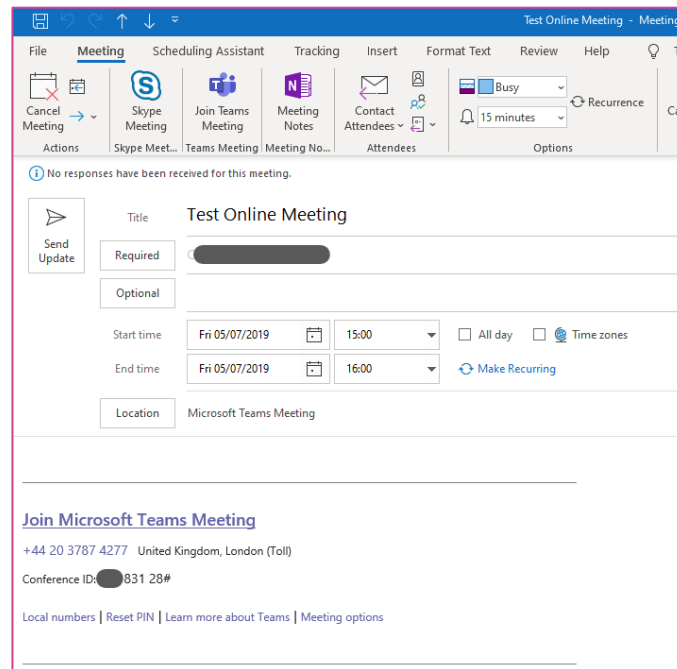 Test Online Meeting - Meeting
File Meeting Scheduling Assistant Tracking Insert Format Text Review Help
Cancel Meeting
Skype Meeting
Join Teams Meeting
Meeting Notes
Contact Attendees
Busy
15 minutes
Recurrence
Actions Skype Meet... Teams Meeting Meeting No... Attendees Options
No responses have been received for this meeting.
Send Update
Title Test Online Meeting
Required
Optional
Start time Fri 05/07/2019 15:00 All day Time zones
End time Fri 05/07/2019 16:00 Make Recurring
Location Microsoft Teams Meeting
Join Microsoft Teams Meeting
+44 20 3787 4277 United Kingdom, London (Toll)
Conference ID: 831 28#
Local numbers | Reset PIN | Learn more about Teams | Meeting options